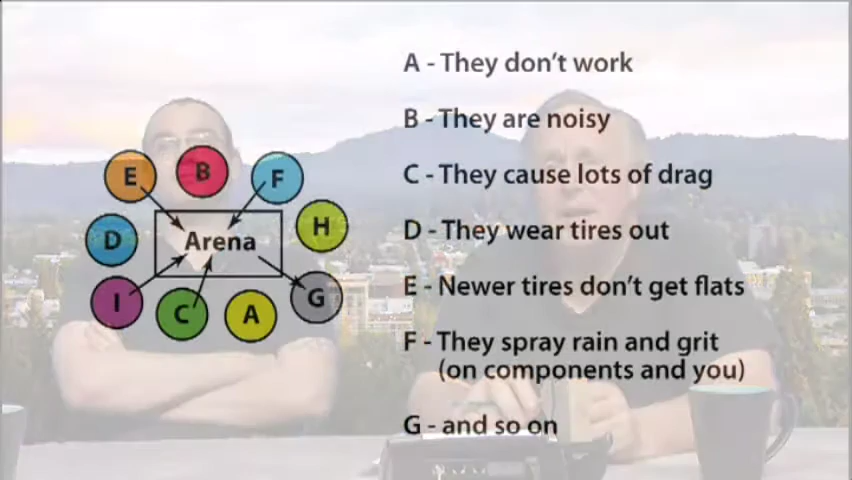 E
B
F
D
Arena
H
I
C
A
G
A - They don't work
B - They are noisy
C - They cause lots of drag
D - They wear tires out
E - Newer tires don't get flats
F - They spray rain and grit
(on components and you)
G - and so on